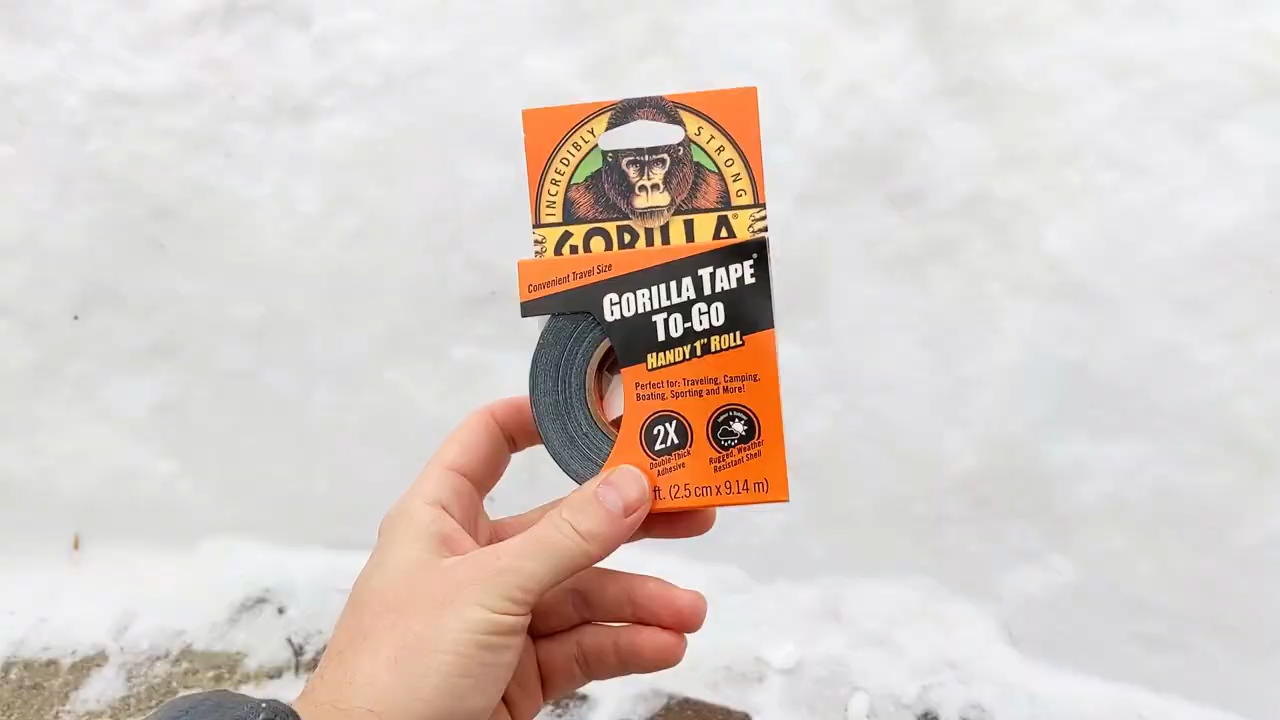 INCREDIBLY STRONG
GORILLA®
Convenient Travel Size
GORILLA TAPE®
TO-GO
HANDY 1" ROLL
Perfect for: Traveling, Camping,
Boating, Sporting and More!
2X
Double-Thick
Adhesive
Rugged, Weather
Resistant Shell
ft. (2.5 cm x 9.14 m)